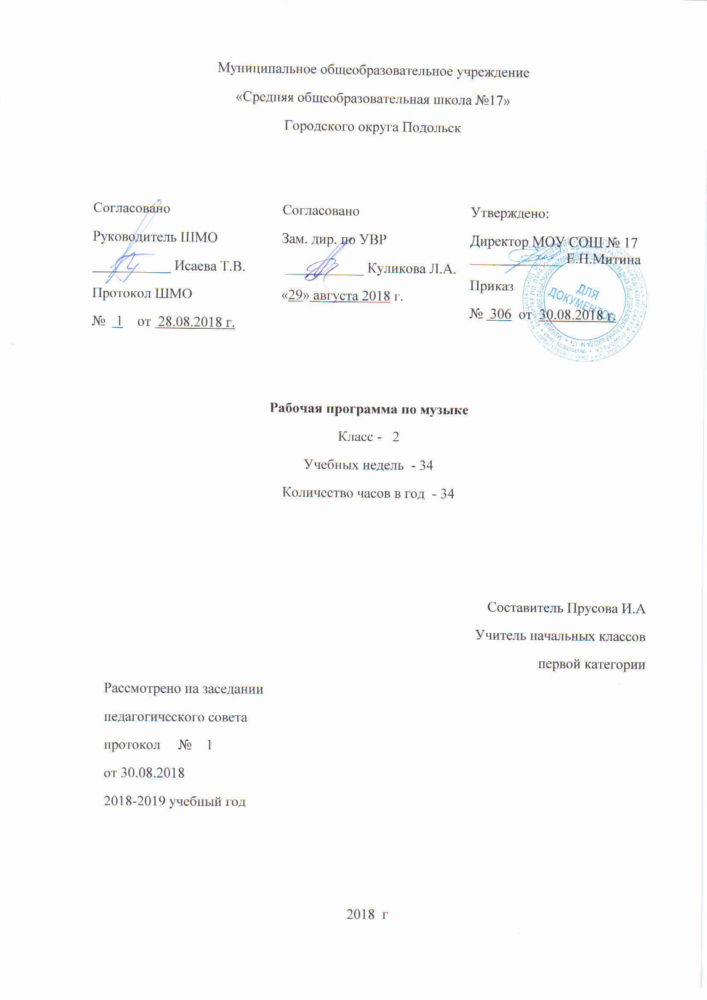 Муниципальное общеобразовательное учреждение
«Средняя общеобразовательная школа №17»
Городского округа Подольск
Согласовано
Руководитель ШМО
____________ Исаева Т.В.
Протокол ШМО
№ 1 от 28.08.2018 г.
Согласовано
Зам. дир. по УВР
____________ Куликова Л.А.
«29» августа 2018 г.
Утверждено:
Директор МОУ СОШ № 17
______________ Е.П.Митина
Приказ
№ 306 от 30.08.2018 г.
ДЛЯ
ДОКУМЕНТОВ
Рабочая программа по музыке
Класс - 2
Учебных недель - 34
Количество часов в год - 34
Составитель Прусова И.А
Учитель начальных классов
первой категории
Рассмотрено на заседании
педагогического совета
протокол № 1
от 30.08.2018
2018-2019 учебный год
2018 г